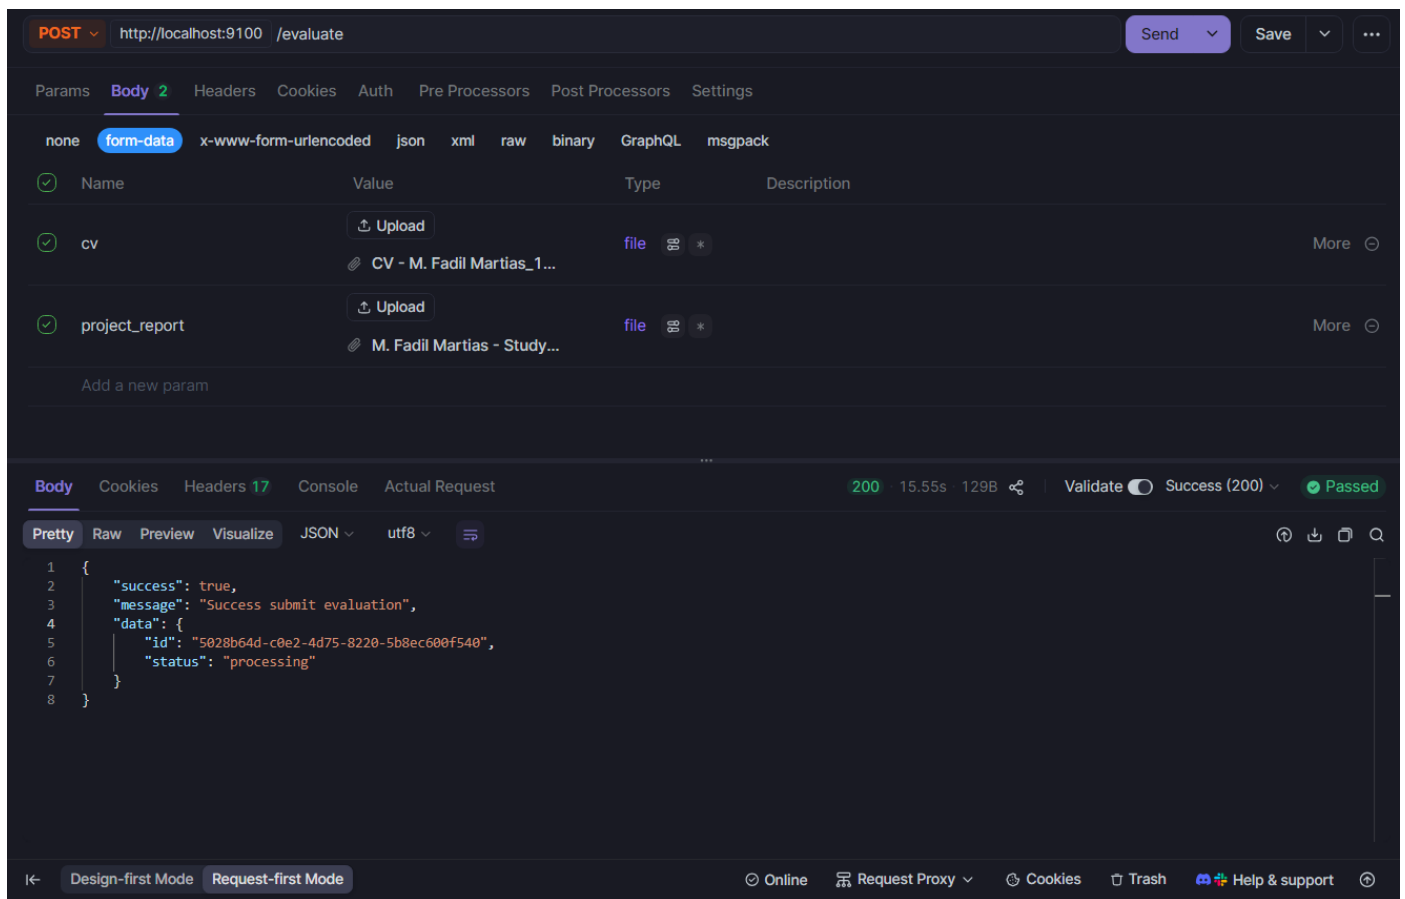 POST http://localhost:9100 /evaluate Send Save
Params Body 2 Headers Cookies Auth Pre Processors Post Processors Settings
none form-data x-www-form-urlencoded json xml raw binary GraphQL msgpack
Name Value Type Description
Upload
cv file More
CV - M. Fadil Martias_1...
Upload
project_report file More
M. Fadil Martias - Study...
Add a new param
Body Cookies Headers 17 Console Actual Request 200 15.55s 129B Validate Success (200) Passed
Pretty Raw Preview Visualize JSON utf8
1 {
2 "success": true,
3 "message": "Success submit evaluation",
4 "data": {
5 "id": "5028b64d-c0e2-4d75-8220-5b8ec600f540",
6 "status": "processing"
7 }
8 }
Design-first Mode Request-first Mode Online Request Proxy Cookies Trash Help & support